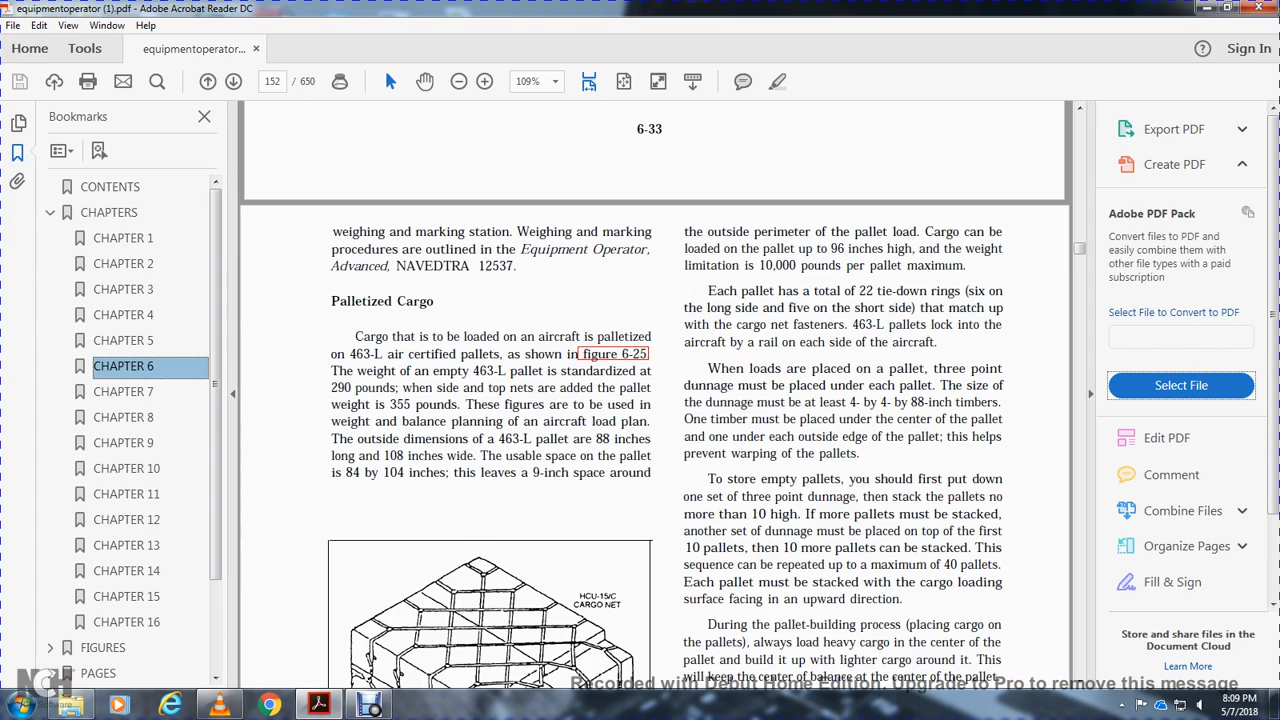 equipmentoperator (1).pdf - Adobe Acrobat Reader DC
File Edit View Window Help
Home Tools equipmentoperator... × Sign In
152 / 650 109%
Bookmarks
CONTENTS
CHAPTERS
CHAPTER 1
CHAPTER 2
CHAPTER 3
CHAPTER 4
CHAPTER 5
CHAPTER 6
CHAPTER 7
CHAPTER 8
CHAPTER 9
CHAPTER 10
CHAPTER 11
CHAPTER 12
CHAPTER 13
CHAPTER 14
CHAPTER 15
CHAPTER 16
FIGURES
PAGES
6-33
weighing and marking station. Weighing and marking
procedures are outlined in the Equipment Operator,
Advanced, NAVEDTRA 12537.
Palletized Cargo
Cargo that is to be loaded on an aircraft is palletized
on 463-L air certified pallets, as shown in figure 6-25
The weight of an empty 463-L pallet is standardized at
290 pounds; when side and top nets are added the pallet
weight is 355 pounds. These figures are to be used in
weight and balance planning of an aircraft load plan.
The outside dimensions of a 463-L pallet are 88 inches
long and 108 inches wide. The usable space on the pallet
is 84 by 104 inches; this leaves a 9-inch space around
HCU-15/C
CARGO NET
the outside perimeter of the pallet load. Cargo can be
loaded on the pallet up to 96 inches high, and the weight
limitation is 10,000 pounds per pallet maximum.
Each pallet has a total of 22 tie-down rings (six on
the long side and five on the short side) that match up
with the cargo net fasteners. 463-L pallets lock into the
aircraft by a rail on each side of the aircraft.
When loads are placed on a pallet, three point
dunnage must be placed under each pallet. The size of
the dunnage must be at least 4- by 4- by 88-inch timbers.
One timber must be placed under the center of the pallet
and one under each outside edge of the pallet; this helps
prevent warping of the pallets.
To store empty pallets, you should first put down
one set of three point dunnage, then stack the pallets no
more than 10 high. If more pallets must be stacked,
another set of dunnage must be placed on top of the first
10 pallets, then 10 more pallets can be stacked. This
sequence can be repeated up to a maximum of 40 pallets.
Each pallet must be stacked with the cargo loading
surface facing in an upward direction.
During the pallet-building process (placing cargo on
the pallets), always load heavy cargo in the center of the
pallet and build it up with lighter cargo around it. This
will keep the center of balance at the center of the pallet
Export PDF
Create PDF
Adobe PDF Pack
Convert files to PDF and
easily combine them with
other file types with a paid
subscription
Select File to Convert to PDF
Select File
Edit PDF
Comment
Combine Files
Organize Pages
Fill & Sign
Store and share files in the
Document Cloud
Learn More
NCH
Software
Recorded with Debut Home Edition. Upgrade to Pro to remove this message
8:09 PM
5/7/2018